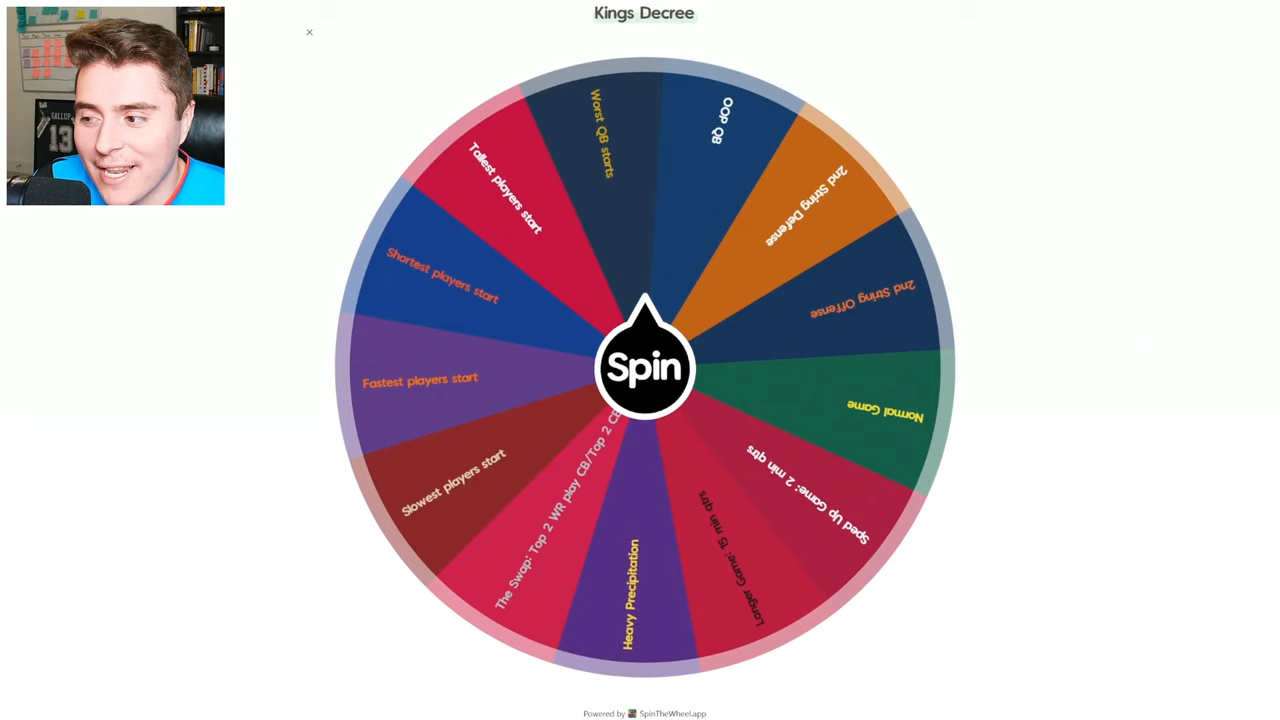 Kings Decree
×
GALLUP
13
Worst QB starts
OOP QB
2nd String Defense
2nd String Offense
Normal Game
Sped Up Game: 2 min qtrs
Longer Game: 15 min qtrs
Heavy Precipitation
The Swap: Top 2 WR play CB/Top 2 CB
Slowest players start
Fastest players start
Shortest players start
Tallest players start
Spin
Powered by SpinTheWheel.app